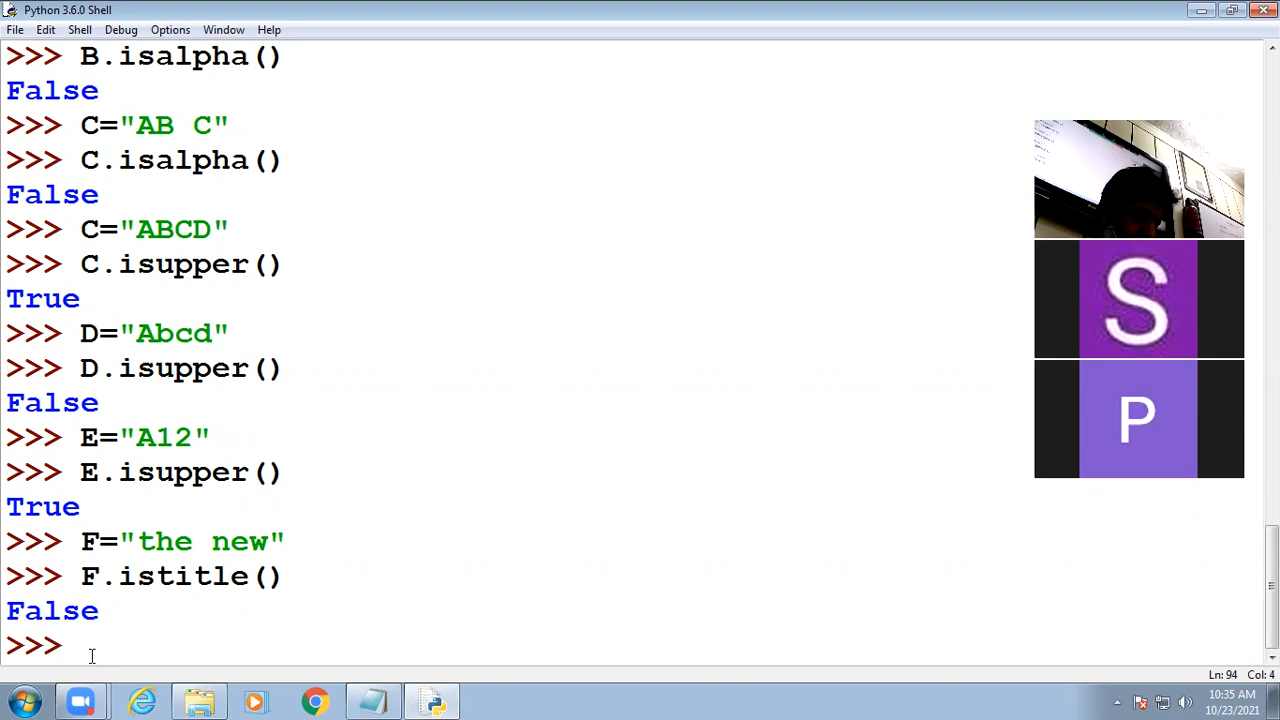 Python 3.6.0 Shell
File Edit Shell Debug Options Window Help
>>> B.isalpha()
False
>>> C="AB C"
>>> C.isalpha()
False
>>> C="ABCD"
>>> C.isupper()
True
>>> D="Abcd"
>>> D.isupper()
False
>>> E="A12"
>>> E.isupper()
True
>>> F="the new"
>>> F.istitle()
False
>>>
S
P
Ln: 94 Col: 4
10:35 AM
10/23/2021